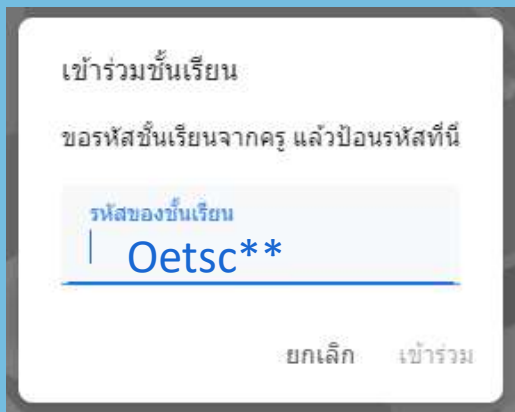 เข้าร่วมชั้นเรียน
ขอรหัสชั้นเรียนจากครู แล้วป้อนรหัสที่นี่
รหัสของชั้นเรียน
Oetsc**
ยกเลิก เข้าร่วม